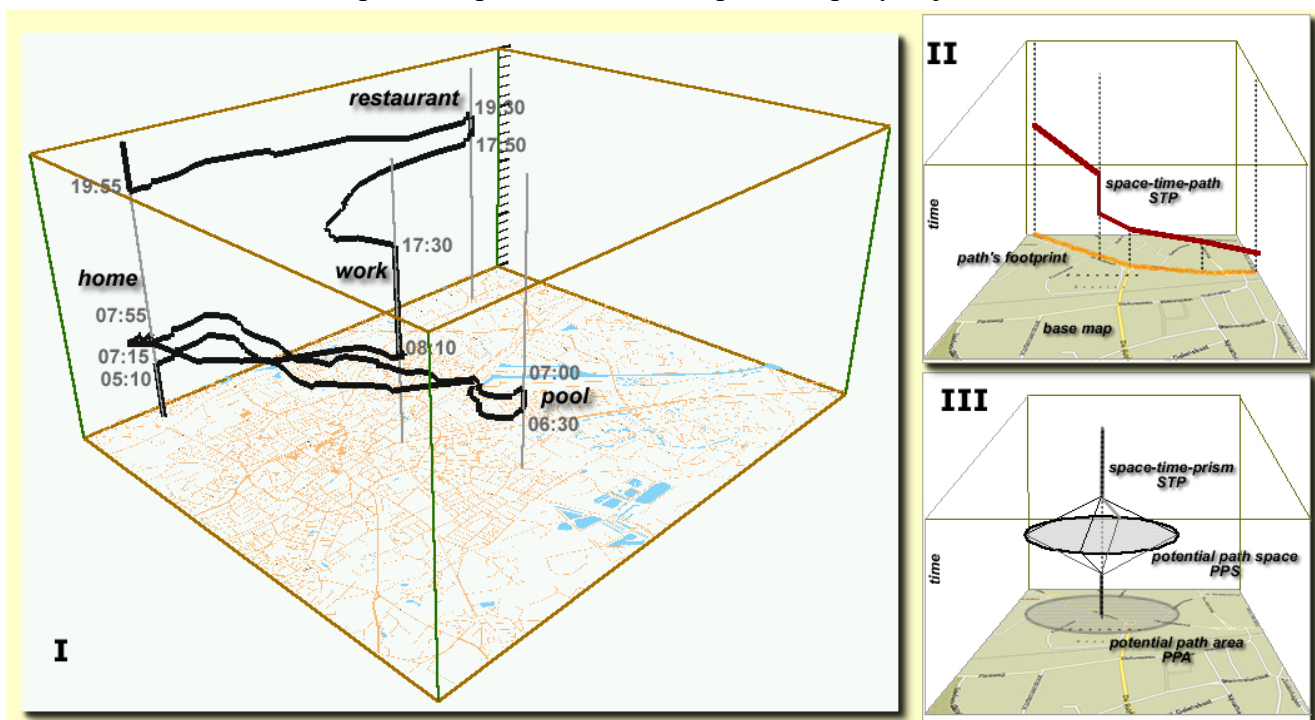 restaurant
19:30
17:50
19:55
17:30
work
home
07:55
08:10
07:15
05:10
07:00
pool
06:30
I
II
space-time-path
STP
time
path's footprint
base map
III
space-time-prism
STP
potential path space
PPS
time
potential path area
PPA